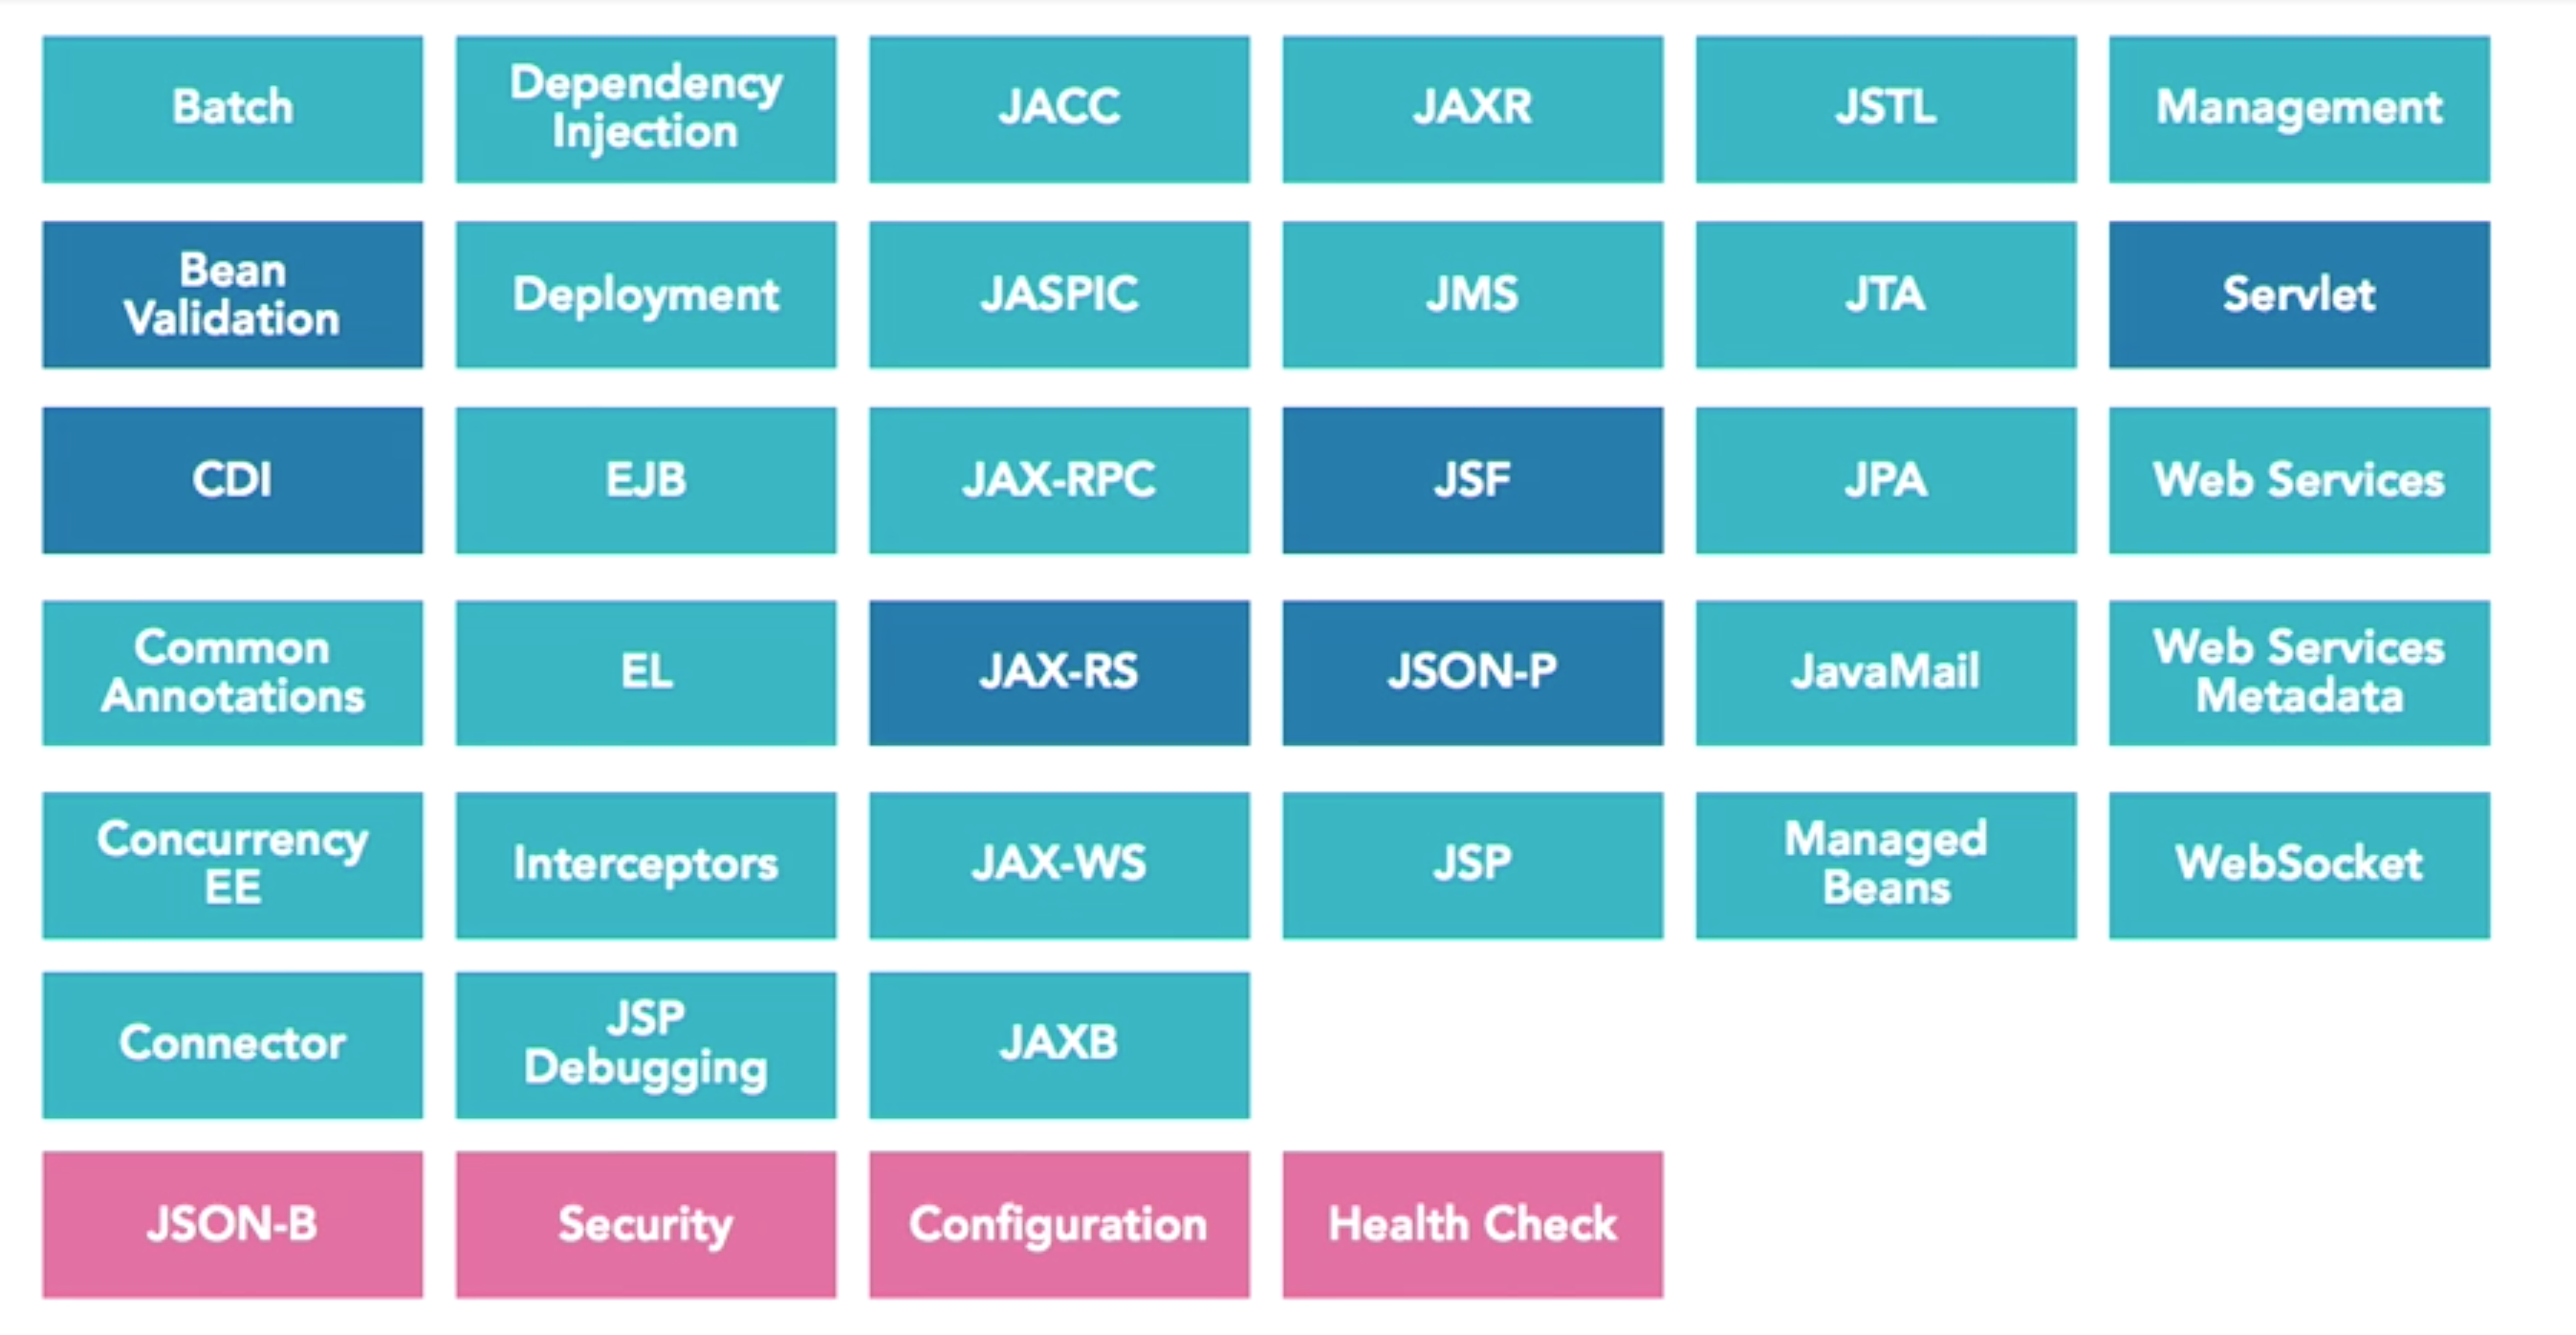 Batch
Dependency
Injection
JACC
JAXR
JSTL
Management
Bean
Validation
Deployment
JASPIC
JMS
JTA
Servlet
CDI
EJB
JAX-RPC
JSF
JPA
Web Services
Common
Annotations
EL
JAX-RS
JSON-P
JavaMail
Web Services
Metadata
Concurrency
EE
Interceptors
JAX-WS
JSP
Managed
Beans
WebSocket
Connector
JSP
Debugging
JAXB
JSON-B
Security
Configuration
Health Check